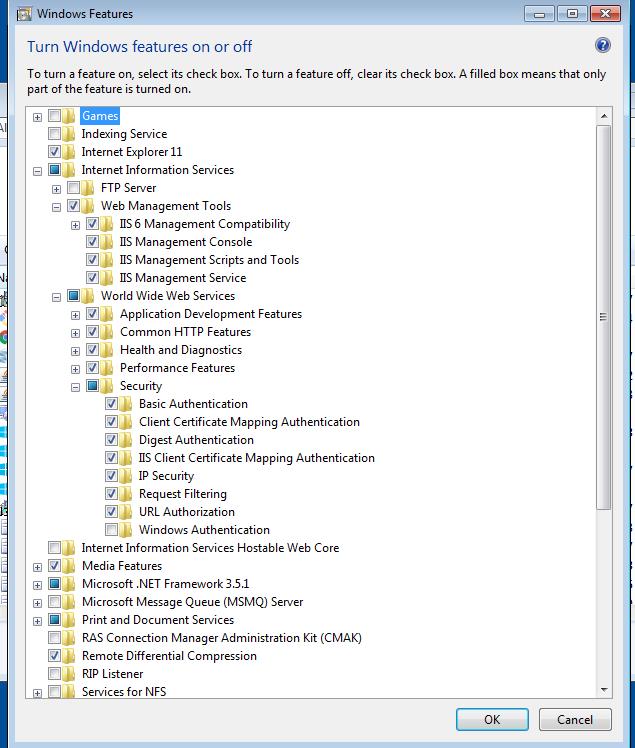 Windows Features
Turn Windows features on or off
To turn a feature on, select its check box. To turn a feature off, clear its check box. A filled box means that only
part of the feature is turned on.
Games
Indexing Service
Internet Explorer 11
Internet Information Services
FTP Server
Web Management Tools
IIS 6 Management Compatibility
IIS Management Console
IIS Management Scripts and Tools
IIS Management Service
World Wide Web Services
Application Development Features
Common HTTP Features
Health and Diagnostics
Performance Features
Security
Basic Authentication
Client Certificate Mapping Authentication
Digest Authentication
IIS Client Certificate Mapping Authentication
IP Security
Request Filtering
URL Authorization
Windows Authentication
Internet Information Services Hostable Web Core
Media Features
Microsoft .NET Framework 3.5.1
Microsoft Message Queue (MSMQ) Server
Print and Document Services
RAS Connection Manager Administration Kit (CMAK)
Remote Differential Compression
RIP Listener
Services for NFS
OK Cancel